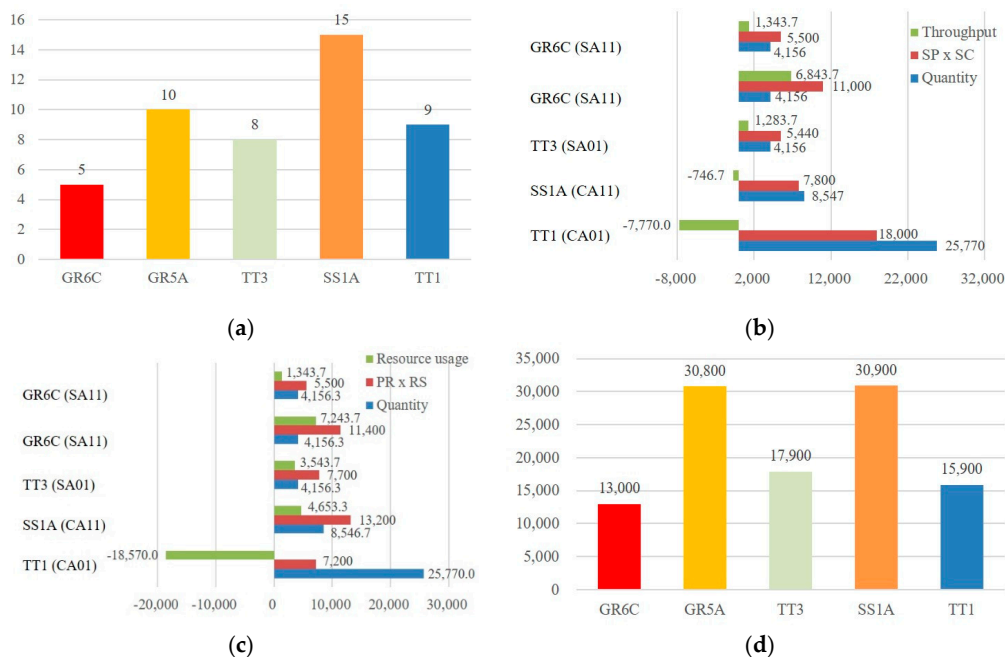 16
14
12
10
8
6
4
2
0
5
10
8
15
9
GR6C GR5A TT3 SS1A TT1
(a)
Throughput
SP x SC
Quantity
GR6C (SA11)
1,343.7
5,500
4,156
GR6C (SA11)
6,843.7
11,000
4,156
TT3 (SA01)
1,283.7
5,440
4,156
SS1A (CA11)
-746.7
7,800
8,547
TT1 (CA01)
-7,770.0
18,000
25,770
-8,000 2,000 12,000 22,000 32,000
(b)
Resource usage
PR x RS
Quantity
GR6C (SA11)
1,343.7
5,500
4,156.3
GR6C (SA11)
7,243.7
11,400
4,156.3
TT3 (SA01)
3,543.7
7,700
4,156.3
SS1A (CA11)
4,653.3
13,200
8,546.7
TT1 (CA01)
-18,570.0
7,200
25,770.0
-20,000 -10,000 0 10,000 20,000 30,000
(c)
35,000
30,000
25,000
20,000
15,000
10,000
5,000
0
13,000
30,800
17,900
30,900
15,900
GR6C GR5A TT3 SS1A TT1
(d)